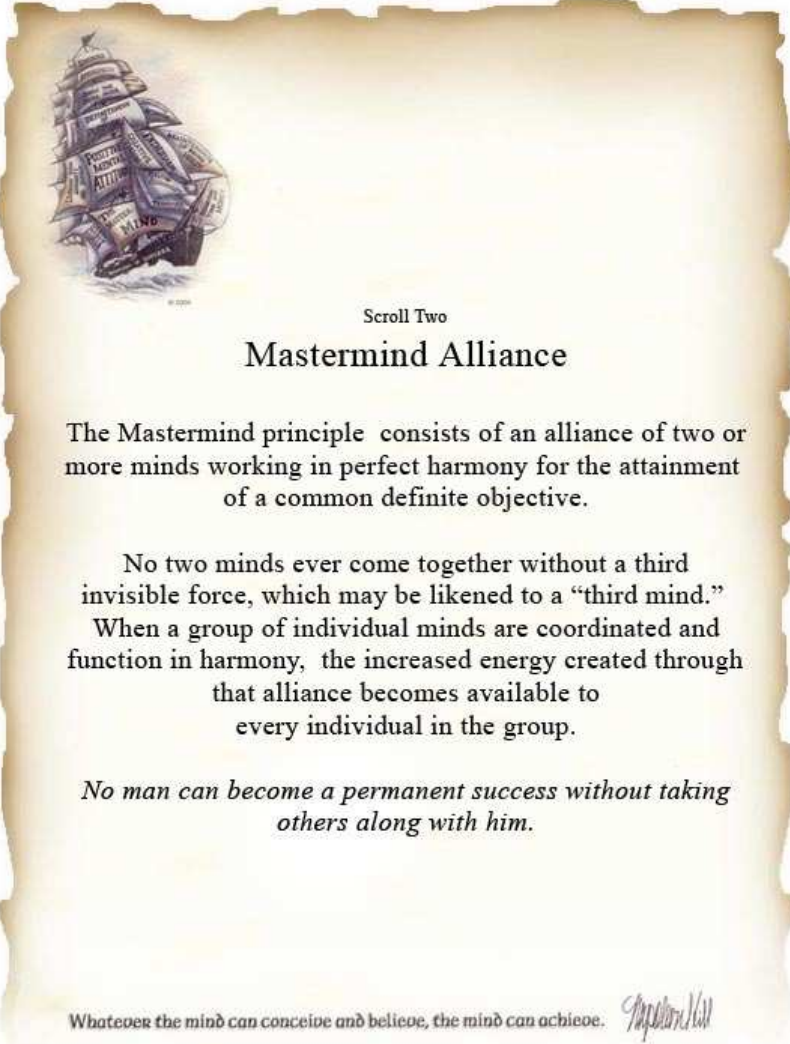 POSITIVE
MENTAL
ATTITUDE
THE
MASTER
MIND
© 2004
Scroll Two
Mastermind Alliance
The Mastermind principle consists of an alliance of two or
more minds working in perfect harmony for the attainment
of a common definite objective.
No two minds ever come together without a third
invisible force, which may be likened to a “third mind.”
When a group of individual minds are coordinated and
function in harmony, the increased energy created through
that alliance becomes available to
every individual in the group.
No man can become a permanent success without taking
others along with him.
Whatever the mind can conceive and believe, the mind can achieve.
Napoleon Hill